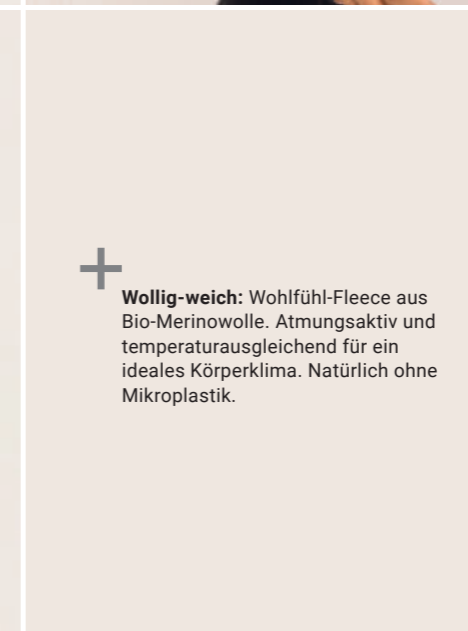 Wollig-weich: Wohlfühl-Fleece aus
Bio-Merinowolle. Atmungsaktiv und
temperaturausgleichend für ein
ideales Körperklima. Natürlich ohne
Mikroplastik.